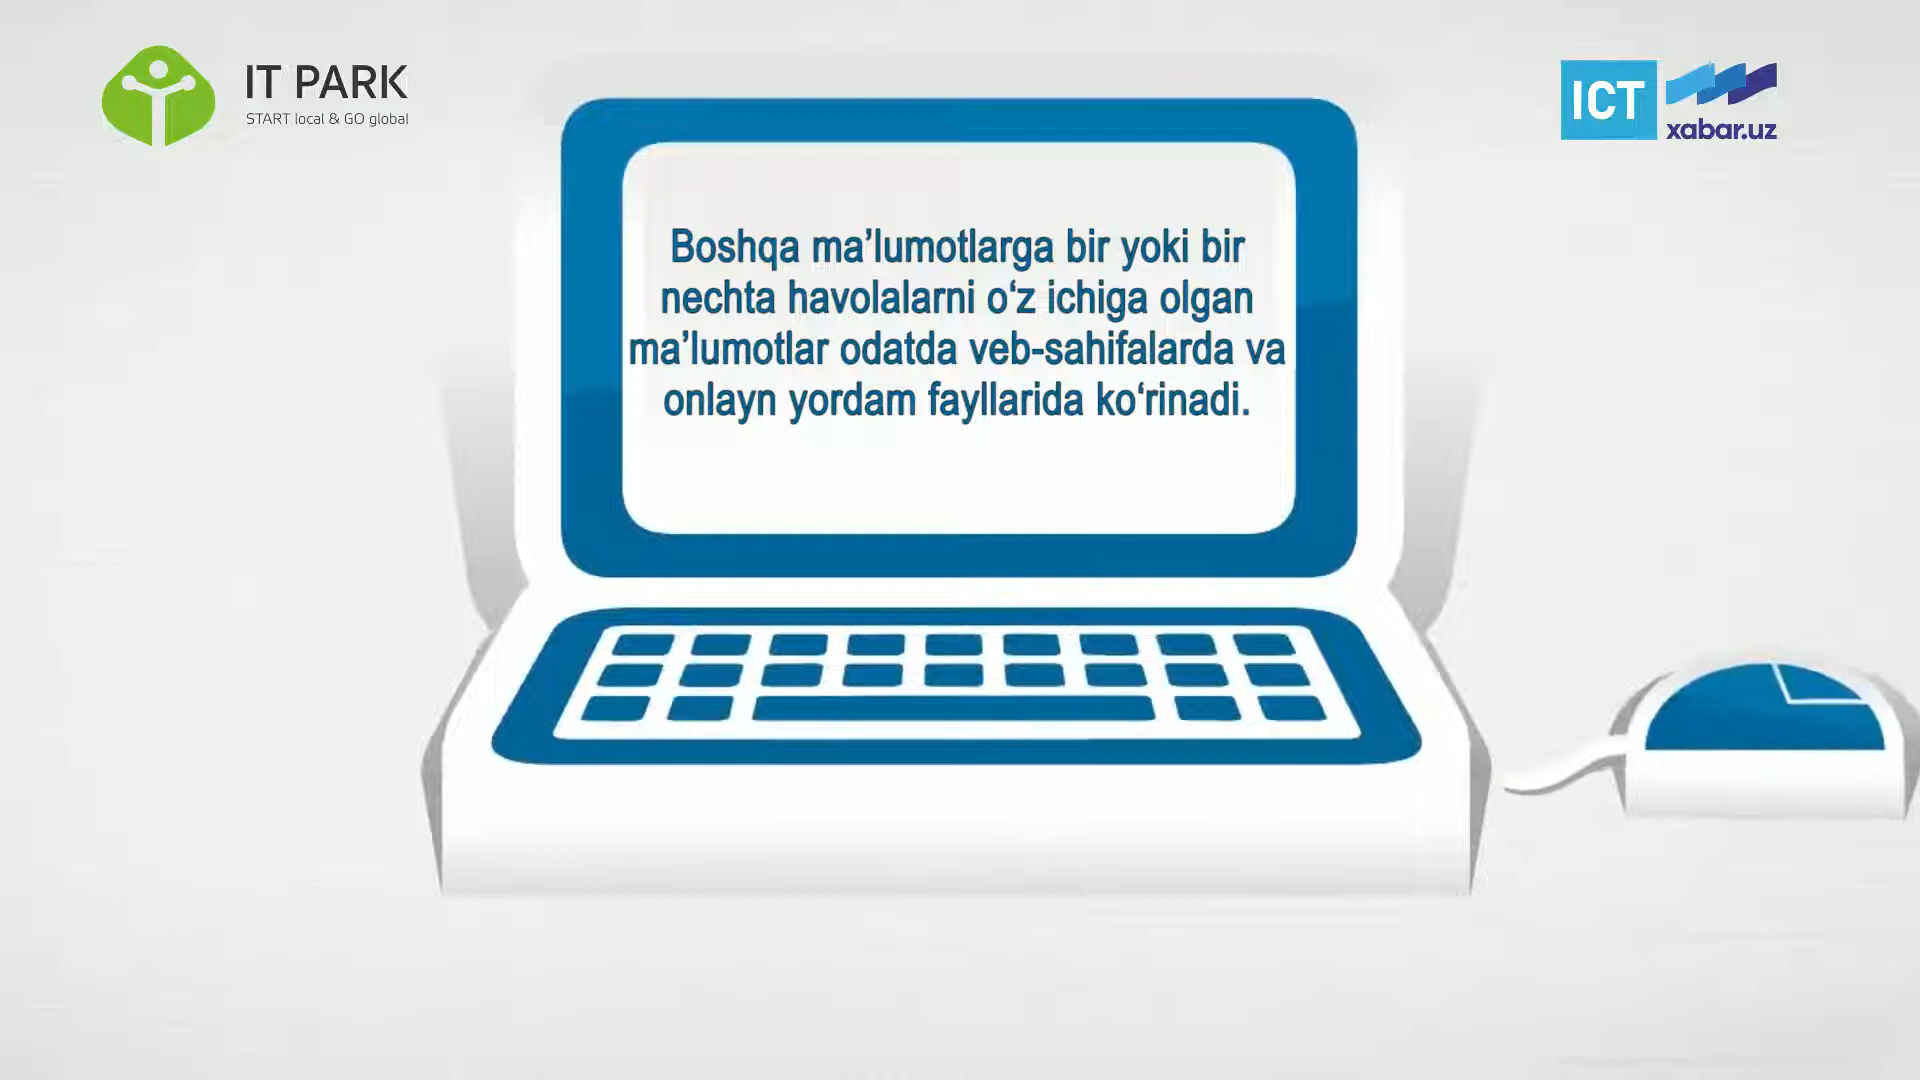 IT PARK
START local & GO global
ICT
xabar.uz
Boshqa ma’lumotlarga bir yoki bir
nechta havolalarni o‘z ichiga olgan
ma’lumotlar odatda veb-sahifalarda va
onlayn yordam fayllarida ko‘rinadi.